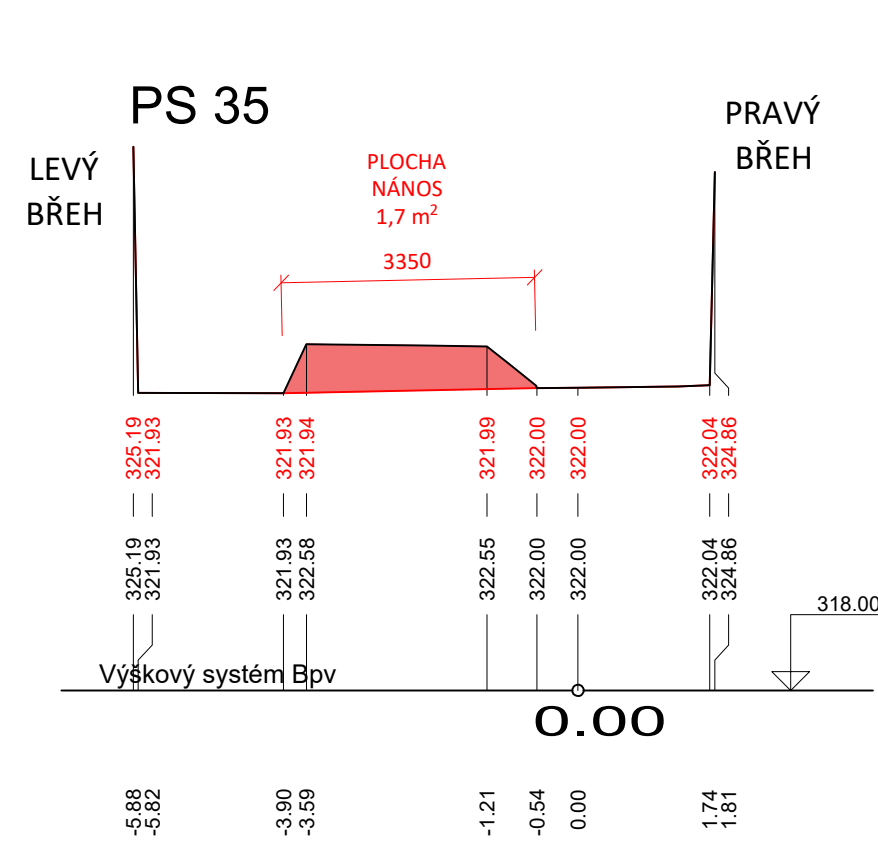 PS 35
LEVÝ
BŘEH
PRAVÝ
BŘEH
PLOCHA
NÁNOS
1,7 m²
3350
325.19 321.93 321.93 321.94 321.99 322.00 322.00 322.04 324.86
325.19 321.93 321.93 322.58 322.55 322.00 322.00 322.04 324.86
318.00
Výškový systém Bpv
0.00
-5.88 -5.82 -3.90 -3.59 -1.21 -0.54 0.00 1.74 1.81